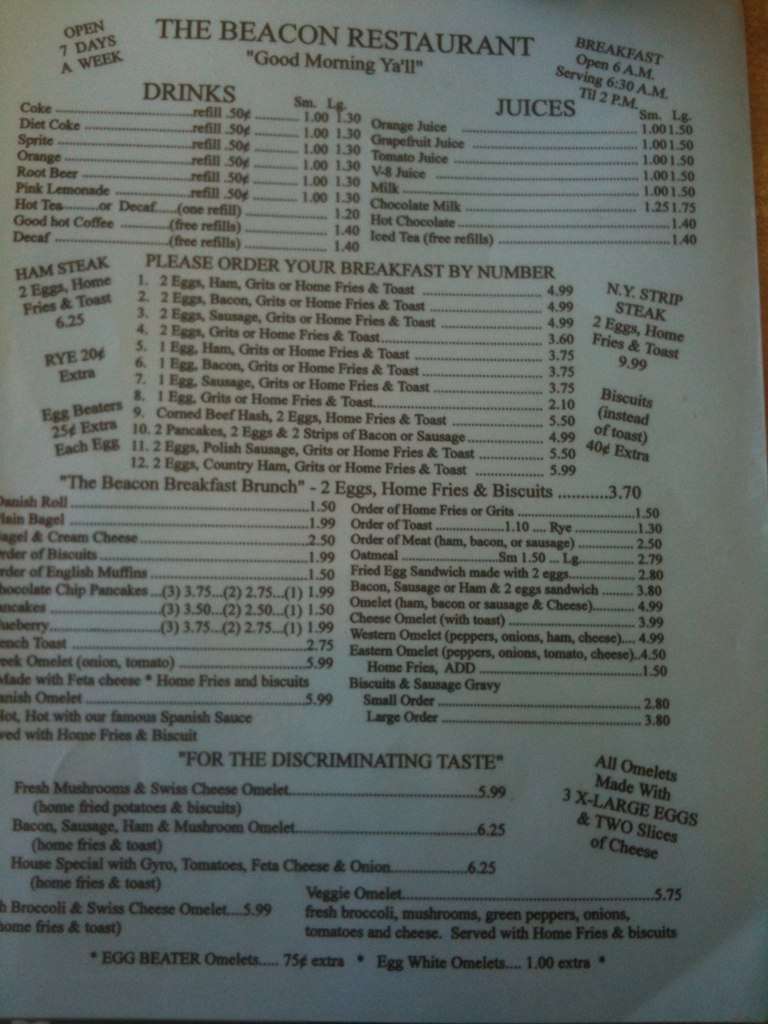 OPEN
7 DAYS
A WEEK
THE BEACON RESTAURANT
"Good Morning Ya'll"
BREAKFAST
Open 6 A.M.
Serving 6:30 A.M.
Til 2 P.M.
DRINKS
Sm. Lg.
Coke ....refill .50¢ .... 1.00 1.30
Diet Coke ....refill .50¢ .... 1.00 1.30
Sprite ....refill .50¢ .... 1.00 1.30
Orange ....refill .50¢ .... 1.00 1.30
Root Beer ....refill .50¢ .... 1.00 1.30
Pink Lemonade ....refill .50¢ .... 1.00 1.30
Hot Tea........or Decaf.....(one refill) .... 1.20
Good hot Coffee ....(free refills) .... 1.40
Decaf ....(free refills) .... 1.40
JUICES
Sm. Lg.
Orange Juice .... 1.00 1.50
Grapefruit Juice .... 1.00 1.50
Tomato Juice .... 1.00 1.50
V-8 Juice .... 1.00 1.50
Milk .... 1.00 1.50
Chocolate Milk .... 1.25 1.75
Hot Chocolate .... 1.40
Iced Tea (free refills) .... 1.40
HAM STEAK
2 Eggs, Home
Fries & Toast
6.25
RYE 20¢
Extra
Egg Beaters
25¢ Extra
Each Egg
PLEASE ORDER YOUR BREAKFAST BY NUMBER
1. 2 Eggs, Ham, Grits or Home Fries & Toast .... 4.99
2. 2 Eggs, Bacon, Grits or Home Fries & Toast .... 4.99
3. 2 Eggs, Sausage, Grits or Home Fries & Toast .... 4.99
4. 2 Eggs, Grits or Home Fries & Toast.... 3.60
5. 1 Egg, Ham, Grits or Home Fries & Toast .... 3.75
6. 1 Egg, Bacon, Grits or Home Fries & Toast .... 3.75
7. 1 Egg, Sausage, Grits or Home Fries & Toast .... 3.75
8. 1 Egg, Grits or Home Fries & Toast.... 2.10
9. Corned Beef Hash, 2 Eggs, Home Fries & Toast .... 5.50
10. 2 Pancakes, 2 Eggs & 2 Strips of Bacon or Sausage .... 4.99
11. 2 Eggs, Polish Sausage, Grits or Home Fries & Toast .... 5.50
12. 2 Eggs, Country Ham, Grits or Home Fries & Toast .... 5.99
N.Y. STRIP
STEAK
2 Eggs, Home
Fries & Toast
9.99
Biscuits
(instead
of toast)
40¢ Extra
"The Beacon Breakfast Brunch" - 2 Eggs, Home Fries & Biscuits ...........3.70
Danish Roll ....1.50
Plain Bagel ....1.99
Bagel & Cream Cheese ....2.50
Order of Biscuits ....1.99
Order of English Muffins ....1.50
Chocolate Chip Pancakes....(3) 3.75...(2) 2.75...(1) 1.99
ancakes ....(3) 3.50...(2) 2.50...(1) 1.50
lueberry....(3) 3.75...(2) 2.75...(1) 1.99
ench Toast ....2.75
eek Omelet (onion, tomato) ....5.99
Made with Feta cheese * Home Fries and biscuits
anish Omelet ....5.99
Hot, Hot with our famous Spanish Sauce
ved with Home Fries & Biscuit
Order of Home Fries or Grits ....1.50
Order of Toast ....1.10 .... Rye ....1.30
Order of Meat (ham, bacon, or sausage) .... 2.50
Oatmeal ....Sm 1.50 ... Lg.... 2.79
Fried Egg Sandwich made with 2 eggs.... 2.80
Bacon, Sausage or Ham & 2 eggs sandwich .... 3.80
Omelet (ham, bacon or sausage & Cheese).... 4.99
Cheese Omelet (with toast) .... 3.99
Western Omelet (peppers, onions, ham, cheese).... 4.99
Eastern Omelet (peppers, onions, tomato, cheese)..4.50
Home Fries, ADD ....1.50
Biscuits & Sausage Gravy
Small Order .... 2.80
Large Order .... 3.80
"FOR THE DISCRIMINATING TASTE"
Fresh Mushrooms & Swiss Cheese Omelet....5.99
(home fried potatoes & biscuits)
Bacon, Sausage, Ham & Mushroom Omelet....6.25
(home fries & toast)
House Special with Gyro, Tomatoes, Feta Cheese & Onion....6.25
(home fries & toast)
h Broccoli & Swiss Cheese Omelet....5.99
home fries & toast)
Veggie Omelet....5.75
fresh broccoli, mushrooms, green peppers, onions,
tomatoes and cheese. Served with Home Fries & biscuits
All Omelets
Made With
3 X-LARGE EGGS
& TWO Slices
of Cheese
* EGG BEATER Omelets..... 75¢ extra * Egg White Omelets.... 1.00 extra *